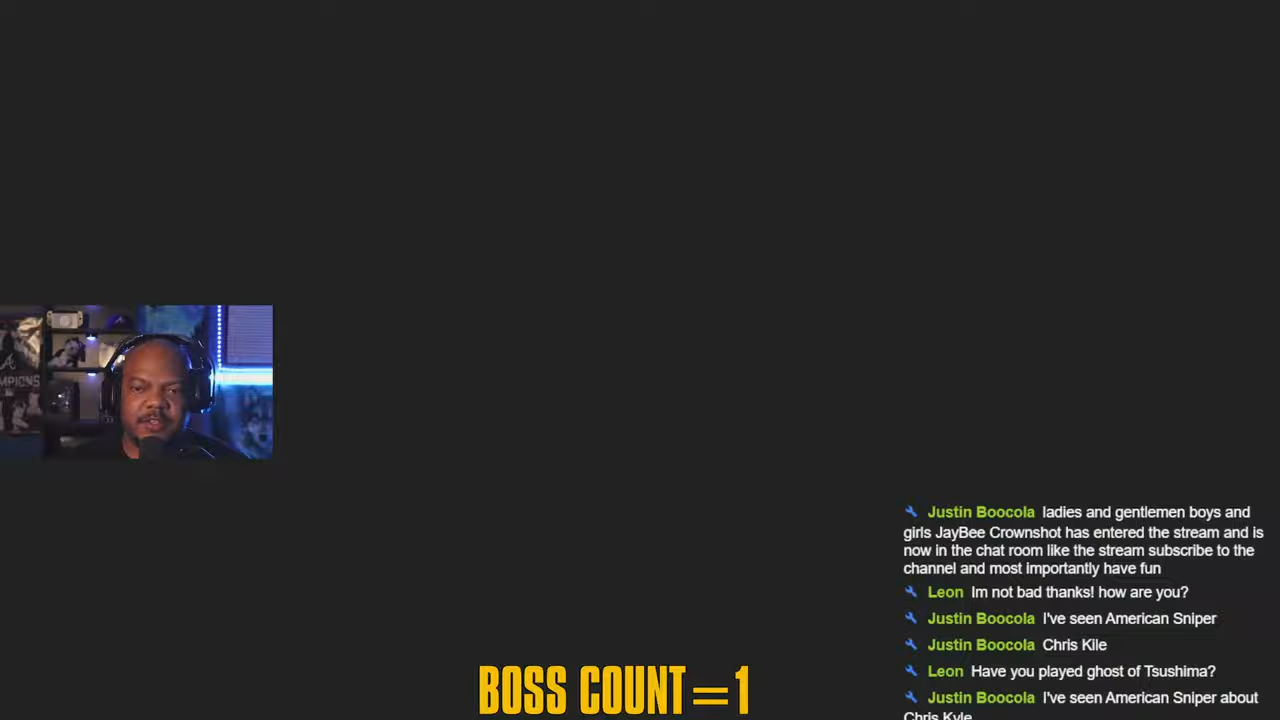 A
MPIONS
Justin Boocola ladies and gentlemen boys and
girls JayBee Crownshot has entered the stream and is
now in the chat room like the stream subscribe to the
channel and most importantly have fun
Leon Im not bad thanks! how are you?
Justin Boocola I've seen American Sniper
Justin Boocola Chris Kile
Leon Have you played ghost of Tsushima?
Justin Boocola I've seen American Sniper about
Chris Kyle
BOSS COUNT=1